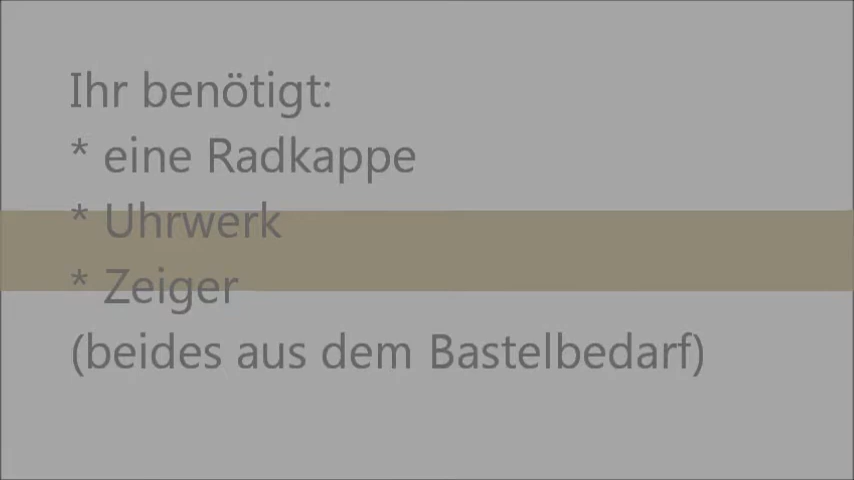 Ihr benötigt:
* eine Radkappe
* Uhrwerk
* Zeiger
(beides aus dem Bastelbedarf)